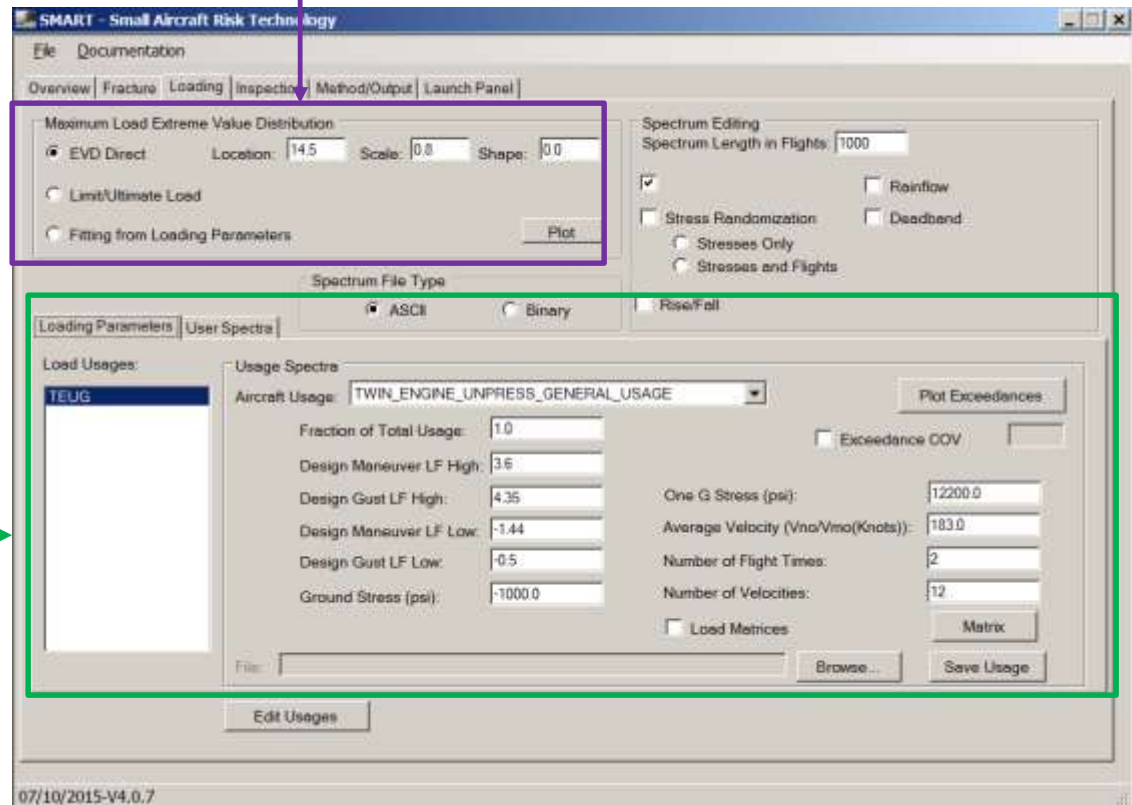 SMART - Small Aircraft Risk Technology
File Documentation
Overview Fracture Loading Inspection Method/Output Launch Panel
Maximum Load Extreme Value Distribution
EVD Direct Location: 14.5 Scale: 0.8 Shape: 0.0
Limit/Ultimate Load
Fitting from Loading Parameters Plot
Spectrum Editing
Spectrum Length in Flights: 1000
Rainflow
Stress Randomization Deadband
Stresses Only
Stresses and Flights
Rise/Fall
Spectrum File Type
ASCII Binary
Loading Parameters User Spectra
Load Usages:
TEUG
Usage Spectra
Aircraft Usage: TWIN_ENGINE_UNPRESS_GENERAL_USAGE Plot Exceedances
Fraction of Total Usage: 1.0 Exceedance COV
Design Maneuver LF High: 3.6
Design Gust LF High: 4.35 One G Stress (psi): 12200.0
Design Maneuver LF Low: -1.44 Average Velocity (Vno/Vmo(Knots)): 183.0
Design Gust LF Low: -0.5 Number of Flight Times: 2
Ground Stress (psi): -1000.0 Number of Velocities: 12
Load Matrices Matrix
File: Browse... Save Usage
Edit Usages
07/10/2015-V4.0.7